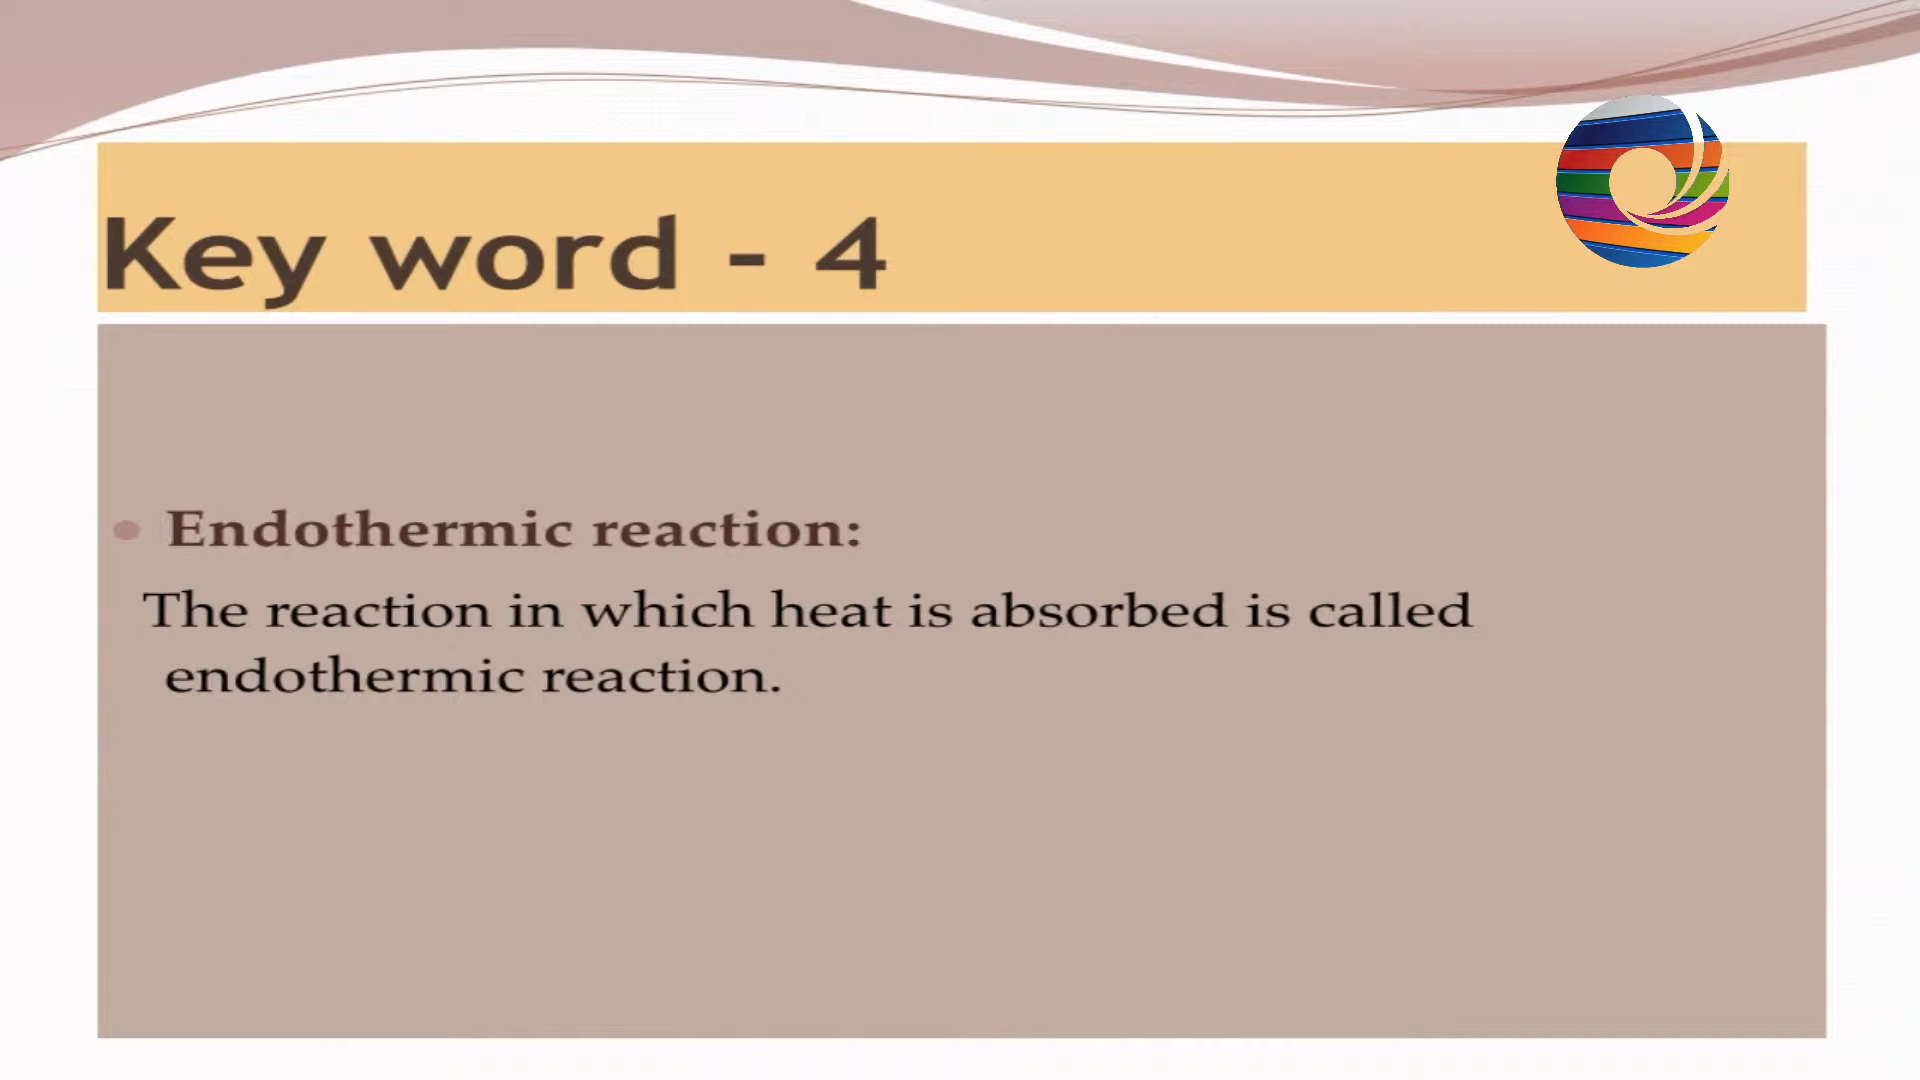 Key word - 4
Endothermic reaction:
The reaction in which heat is absorbed is called
endothermic reaction.